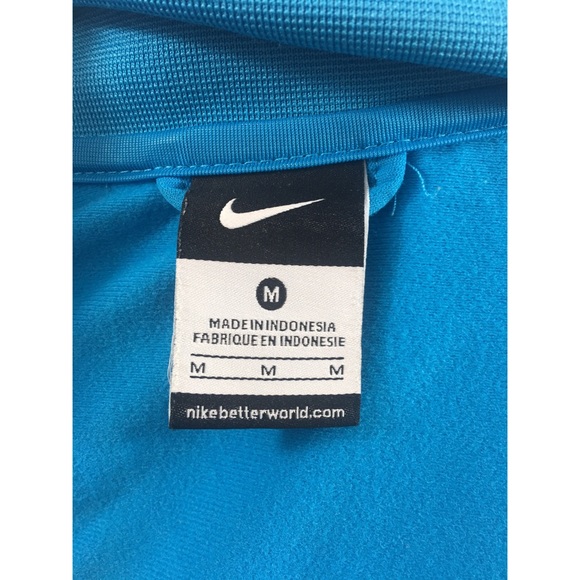 M
MADE IN INDONESIA
FABRIQUE EN INDONESIE
M M M
nikebetterworld.com